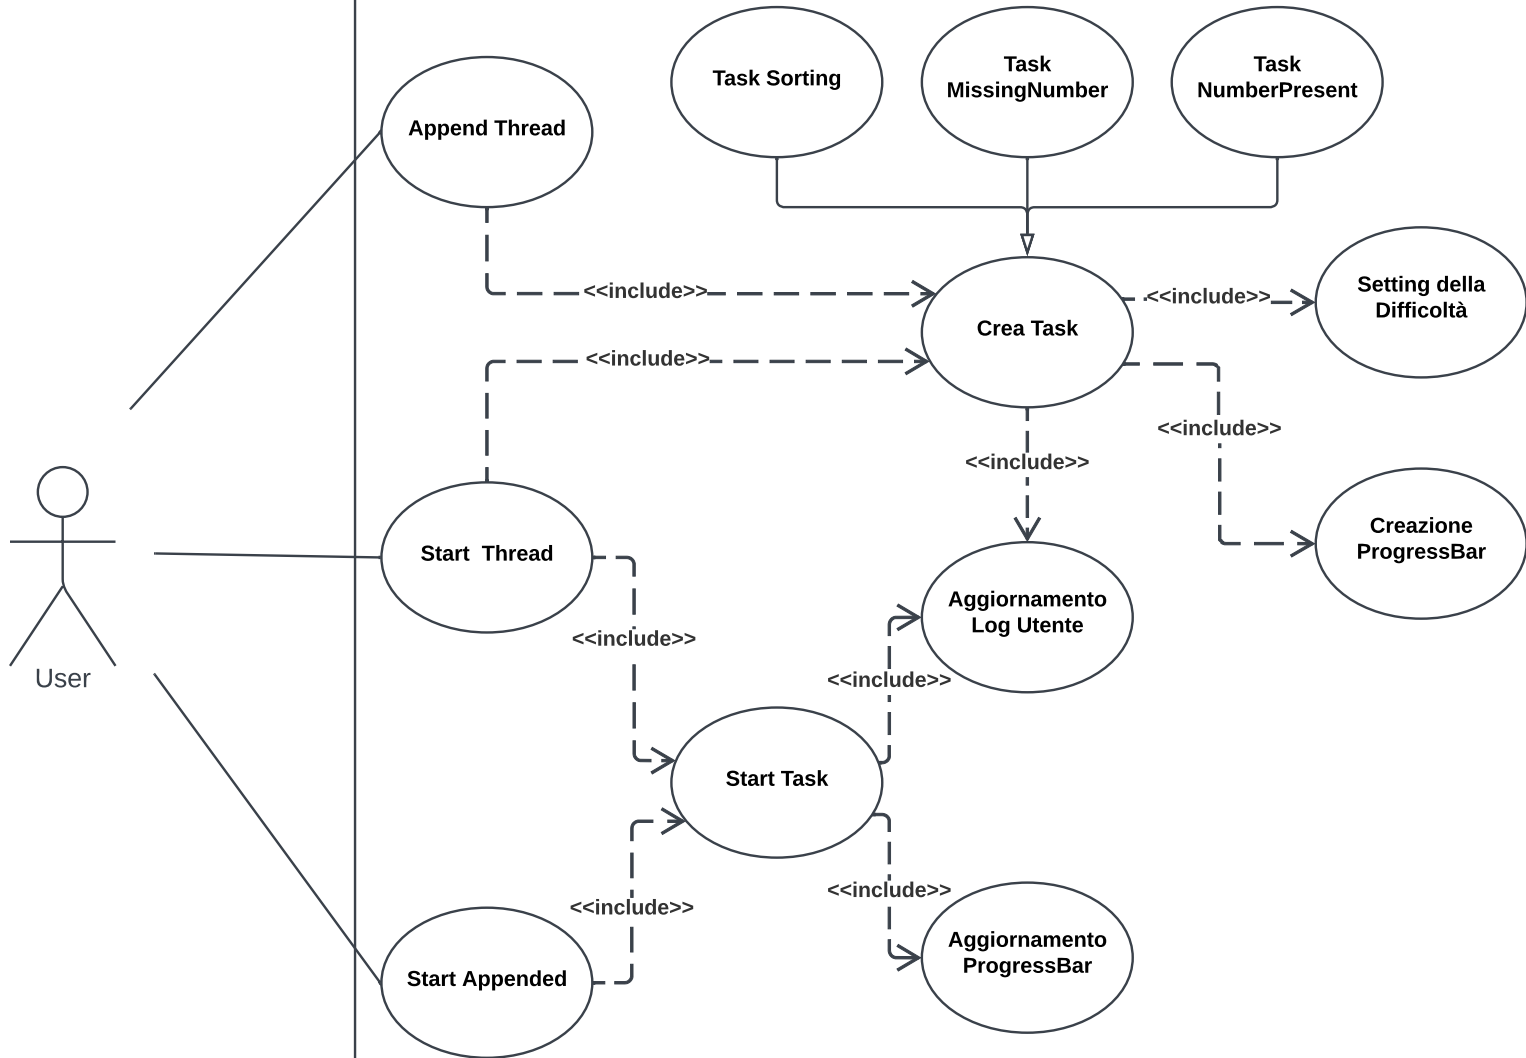 Task Sorting
Task
MissingNumber
Task
NumberPresent
Append Thread
<<include>>
Crea Task
<<include>>
Setting della
Difficoltà
<<include>>
<<include>>
<<include>>
Creazione
ProgressBar
Start  Thread
User
<<include>>
Aggiornamento
Log Utente
<<include>>
Start Task
<<include>>
<<include>>
Aggiornamento
ProgressBar
Start Appended